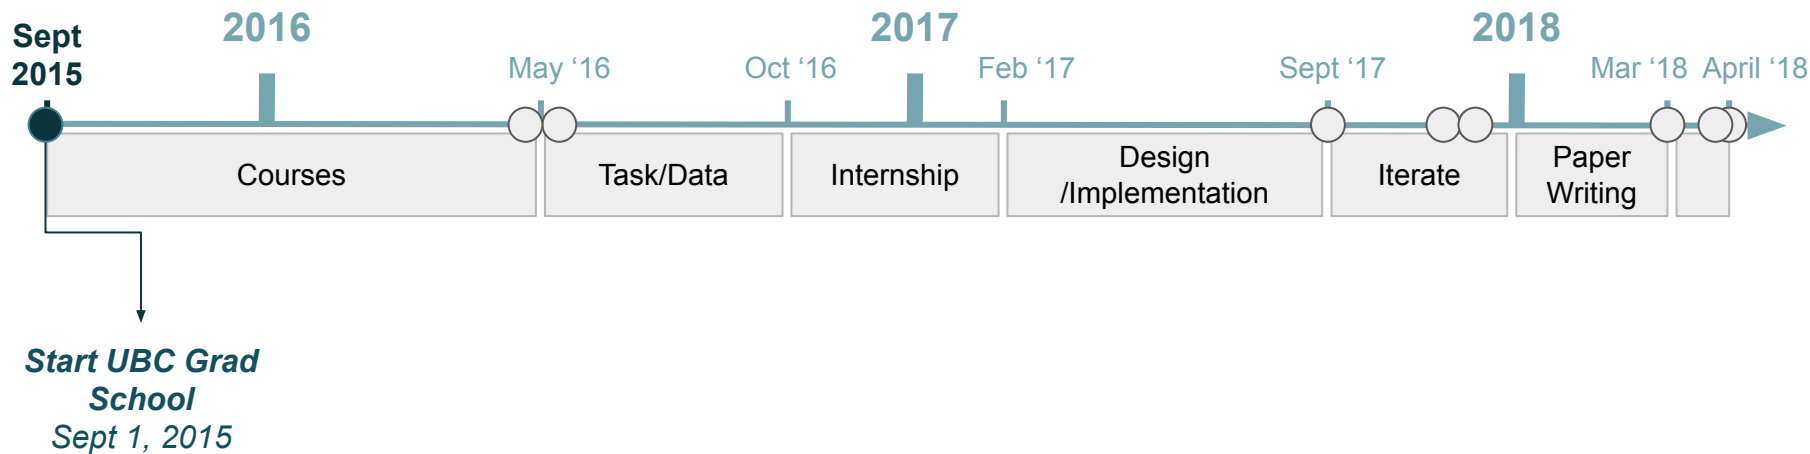 Sept
2015
2016
May ‘16
Oct ‘16
2017
Feb ‘17
Sept ‘17
2018
Mar ‘18
April ‘18
Courses
Task/Data
Internship
Design
/Implementation
Iterate
Paper
Writing
Start UBC Grad
School
Sept 1, 2015